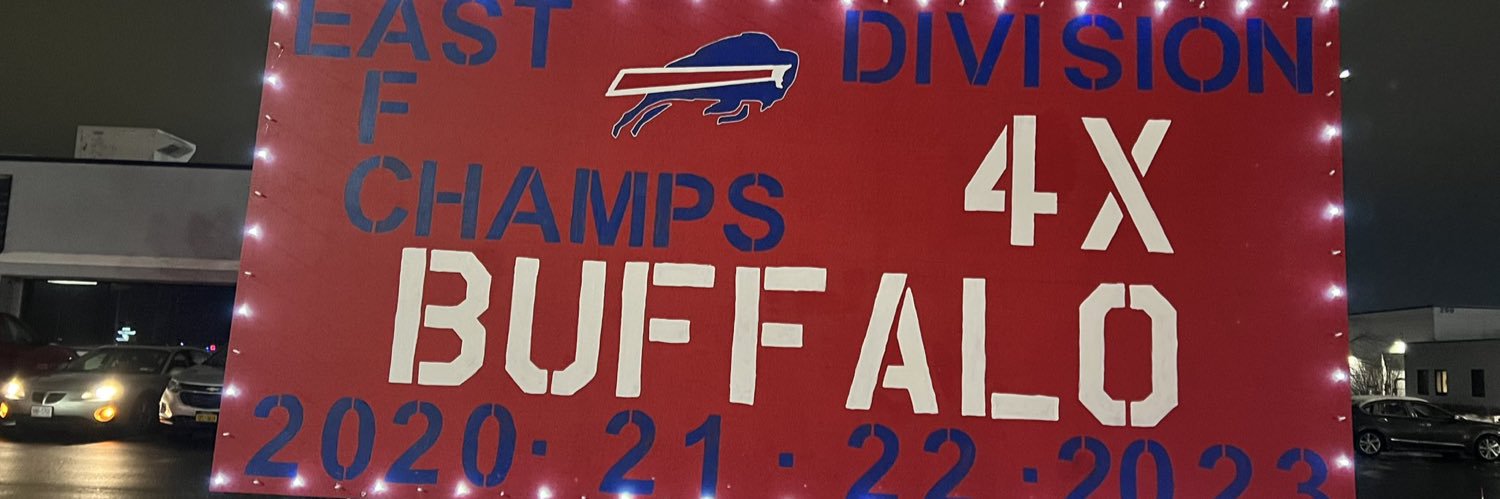 EAST DIVISION
F
CHAMPS 4X
BUFFALO
2020 · 21 · 22 · 2023